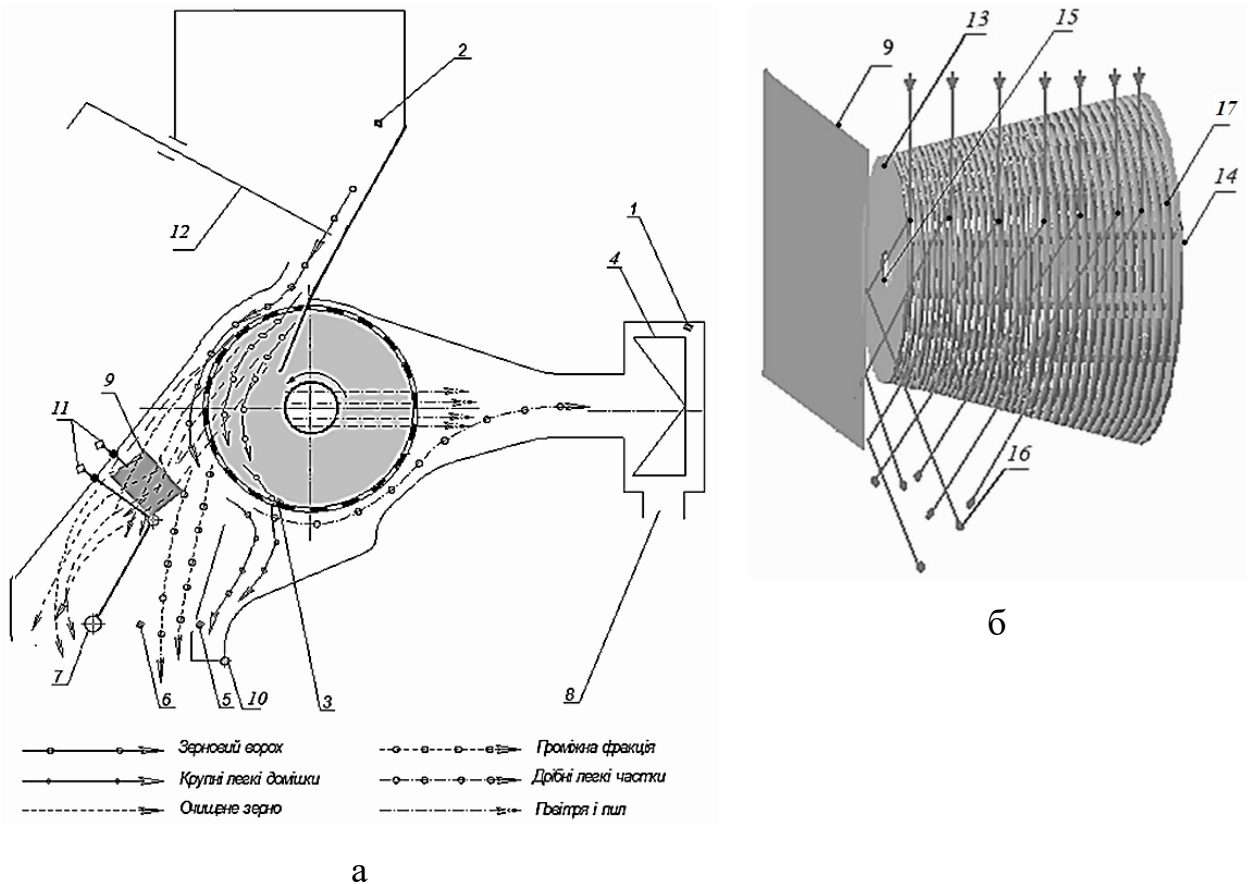 2
1
4
12
9
11
7
6
5
10
3
8
Зерновий ворох
Проміжна фракція
Крупні легкі домішки
Дрібні легкі частки
Очищене зерно
Повітря і пил
а
13
15
9
17
14
16
б